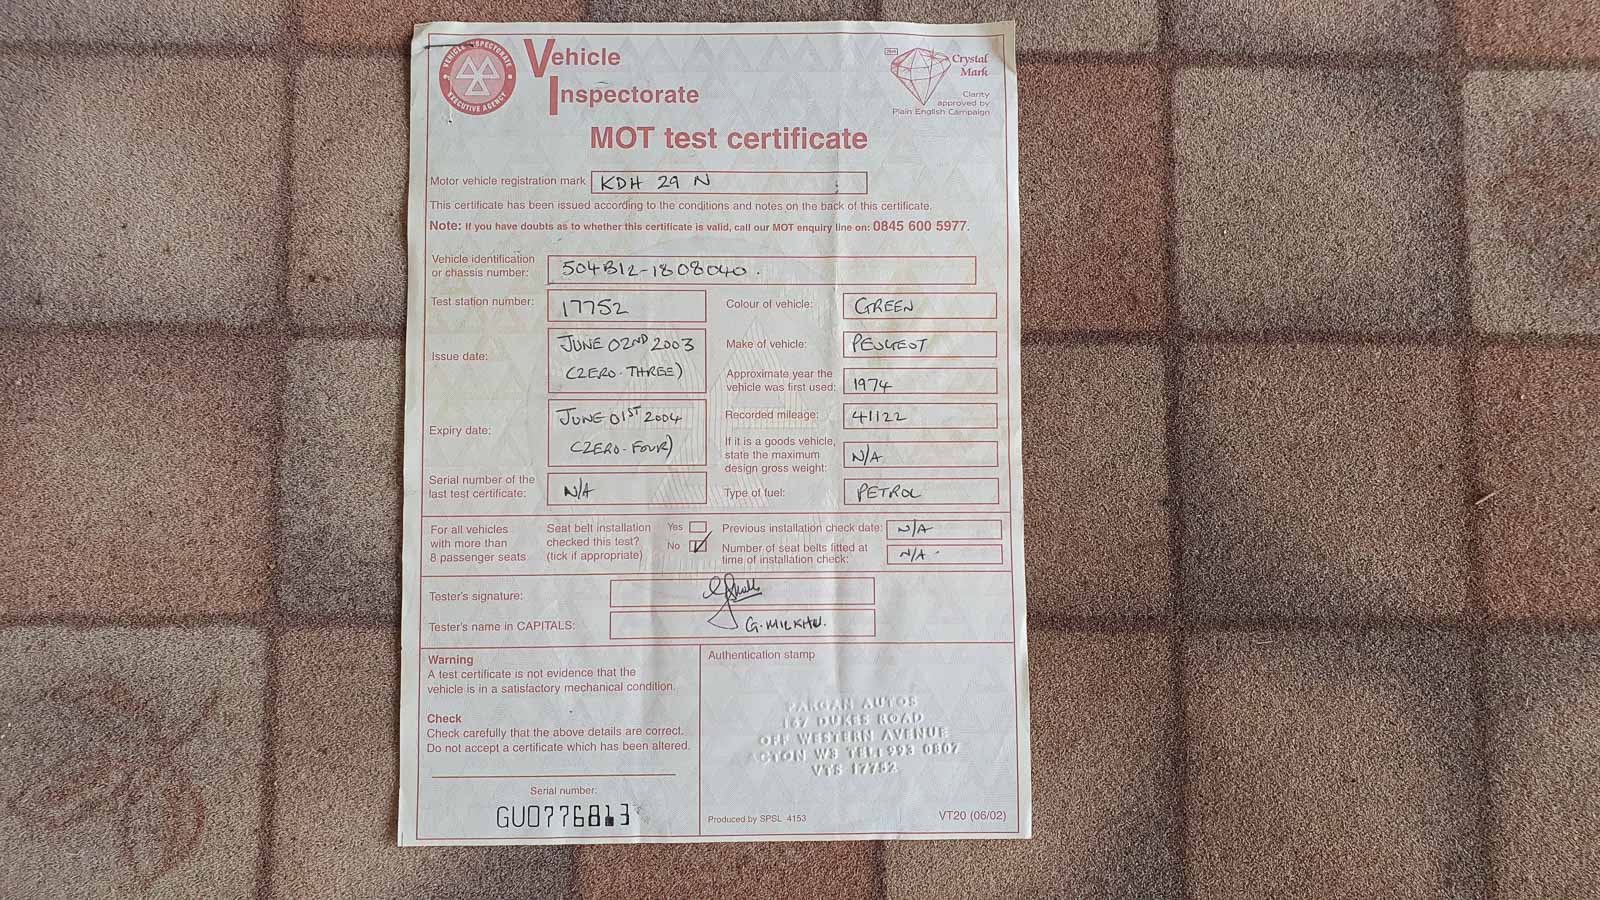 VEHICLE INSPECTORATE
EXECUTIVE AGENCY
Vehicle
Inspectorate
Crystal
Mark
Clarity
approved by
Plain English Campaign
MOT test certificate
Motor vehicle registration mark KDH 29 N
This certificate has been issued according to the conditions and notes on the back of this certificate.
Note: If you have doubts as to whether this certificate is valid, call our MOT enquiry line on: 0845 600 5977.
Vehicle identification
or chassis number: 504B12-1808040.
Test station number: 17752
Issue date: JUNE 02ND 2003
(ZERO-THREE)
Expiry date: JUNE 01ST 2004
(ZERO-FOUR)
Serial number of the
last test certificate: N/A
Colour of vehicle: GREEN
Make of vehicle: PEUGEOT
Approximate year the
vehicle was first used: 1974
Recorded mileage: 41122
If it is a goods vehicle,
state the maximum
design gross weight: N/A
Type of fuel: PETROL
For all vehicles
with more than
8 passenger seats
Seat belt installation
checked this test?
(tick if appropriate)
Yes
No
Previous installation check date: N/A
Number of seat belts fitted at
time of installation check: N/A
Tester's signature:
Tester's name in CAPITALS: G. MILKHU.
Warning
A test certificate is not evidence that the
vehicle is in a satisfactory mechanical condition.
Check
Check carefully that the above details are correct.
Do not accept a certificate which has been altered.
Serial number:
GU0776813
Authentication stamp
PARGAN AUTOS
167 DUKES ROAD
OFF WESTERN AVENUE
ACTON W3 TEL: 993 0807
VTS 17752
Produced by SPSL 4153
VT20 (06/02)